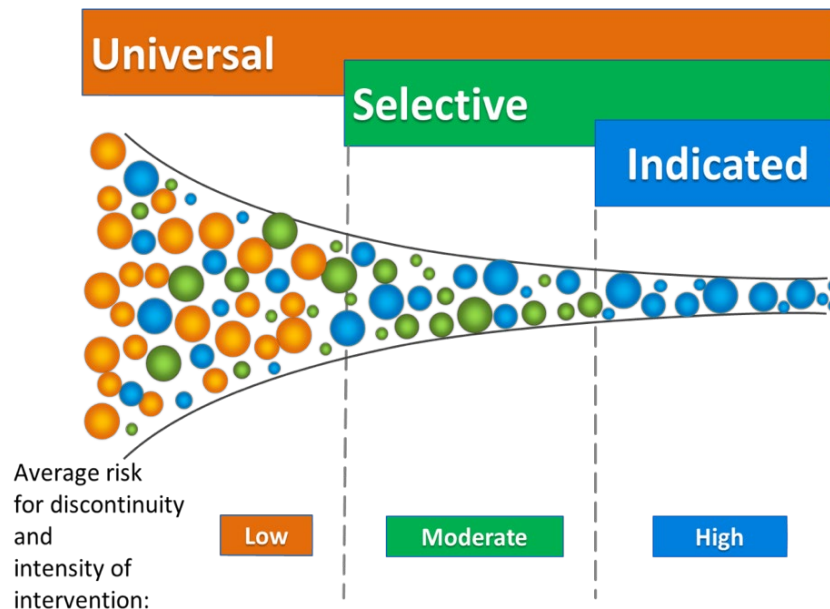 Universal
Selective
Indicated
Average risk
for discontinuity
and
intensity of
intervention:
Low
Moderate
High